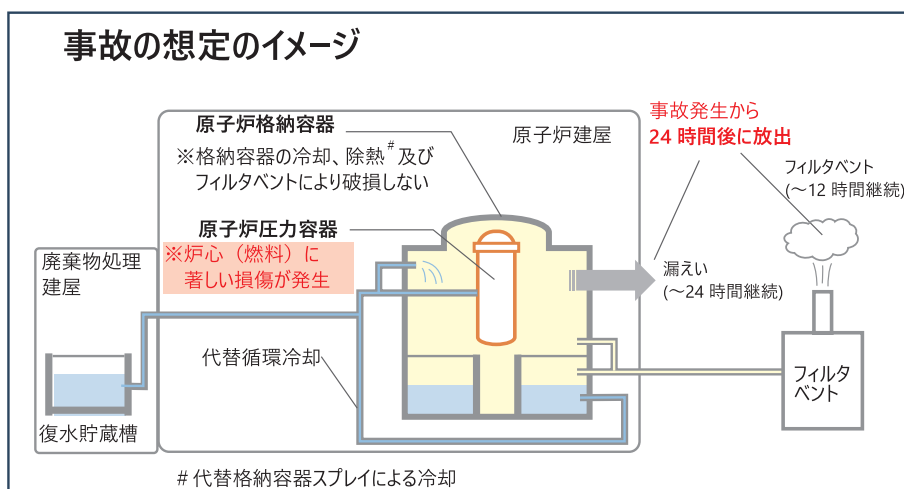 事故の想定のイメージ
原子炉格納容器
※格納容器の冷却、除熱#及び
フィルタベントにより破損しない
原子炉建屋
事故発生から
24 時間後に放出
フィルタベント
(～12 時間継続)
原子炉圧力容器
※炉心（燃料）に
著しい損傷が発生
廃棄物処理
建屋
漏えい
(～24 時間継続)
代替循環冷却
フィルタ
ベント
復水貯蔵槽
# 代替格納容器スプレイによる冷却